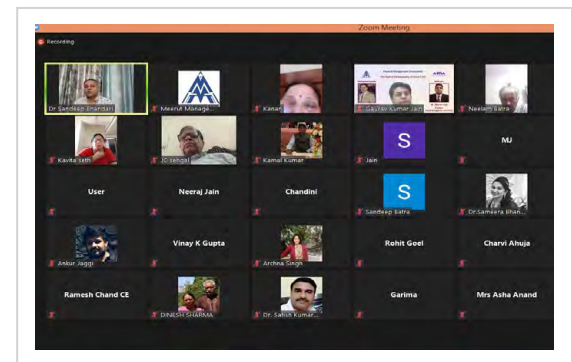 Zoom Meeting
Recording
Dr Sandeep Bhandari
Meerut Manage...
Kanan
Gaurav Kumar Jain
Neelam Batra
Kavita seth
JC sehgal
Kamal Kumar
S
Jain
MJ
User
Neeraj Jain
Chandini
S
Sandeep Batra
Dr.Sameera Bhan...
Ankur Jaggi
Vinay K Gupta
Archna Singh
Rohit Goel
Charvi Ahuja
Ramesh Chand CE
DINESH SHARMA
Dr. Satish Kumar...
Garima
Mrs Asha Anand